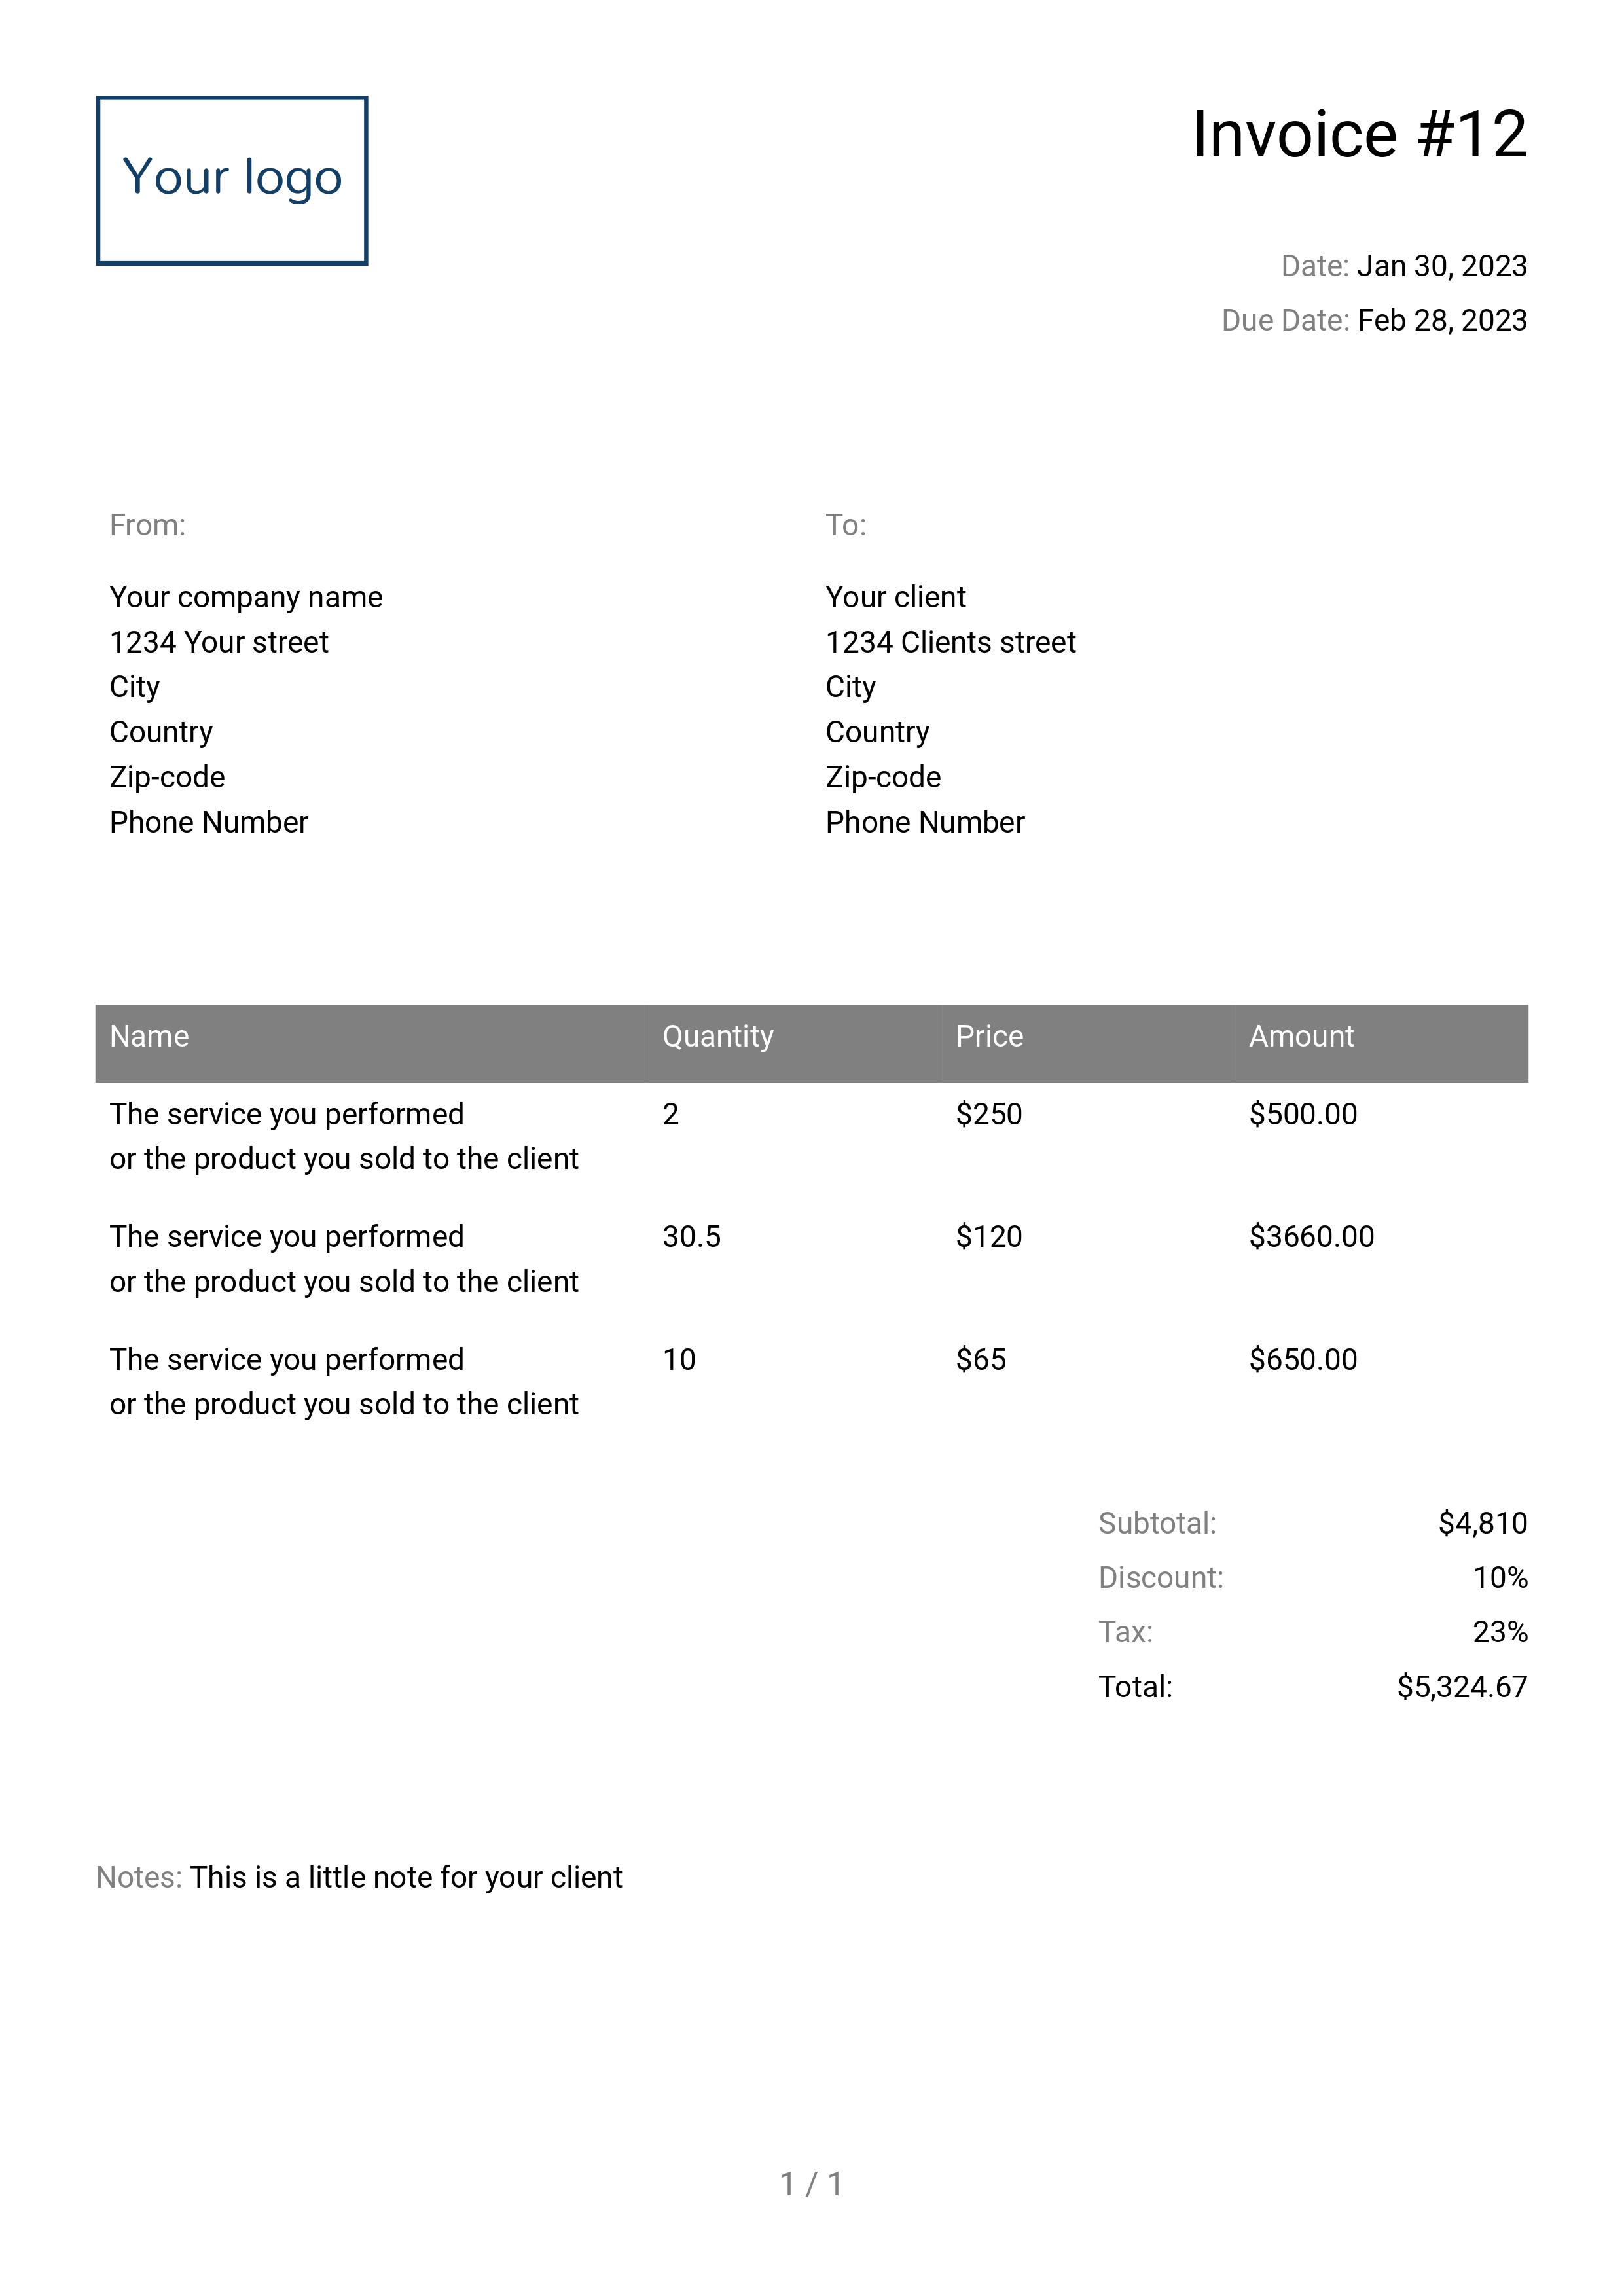 Your logo
Invoice #12
Date: Jan 30, 2023
Due Date: Feb 28, 2023
From:
Your company name
1234 Your street
City
Country
Zip-code
Phone Number
To:
Your client
1234 Clients street
City
Country
Zip-code
Phone Number
Name Quantity Price Amount
The service you performed 2 $250 $500.00
or the product you sold to the client
The service you performed 30.5 $120 $3660.00
or the product you sold to the client
The service you performed 10 $65 $650.00
or the product you sold to the client
Subtotal: $4,810
Discount: 10%
Tax: 23%
Total: $5,324.67
Notes: This is a little note for your client
1 / 1